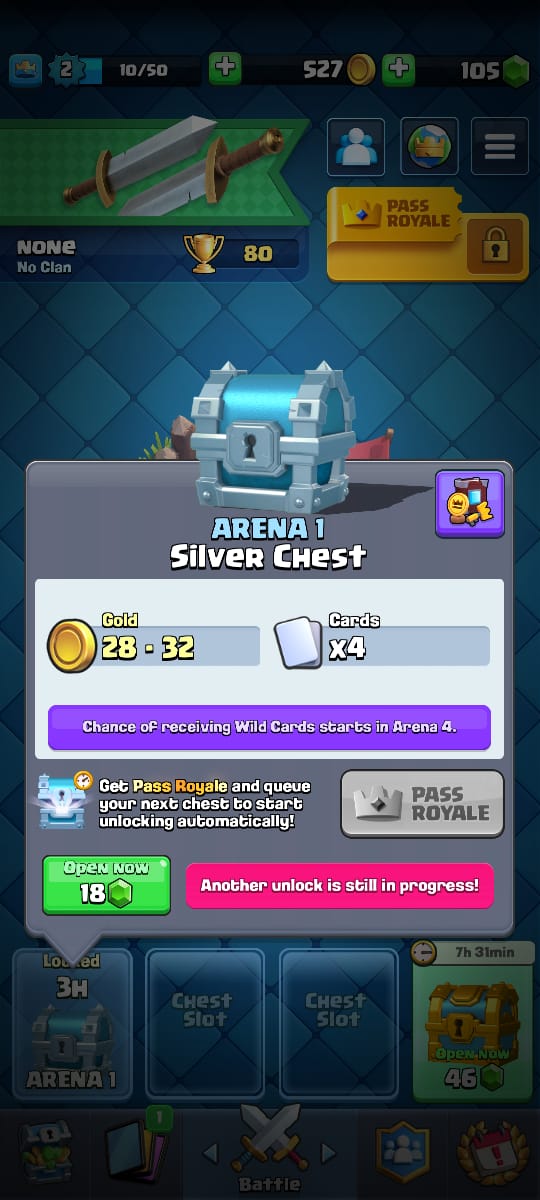 2
10/50
527
105
PASS
ROYALE
None
No Clan
80
ARENA 1
Silver Chest
Gold
28 - 32
Cards
x4
Chance of receiving Wild Cards starts in Arena 4.
Get Pass Royale and queue
your next chest to start
unlocking automatically!
PASS
ROYALE
Open now
18
Another unlock is still in progress!
Locked
3H
ARENA 1
Chest
Slot
Chest
Slot
7h 31min
Open now
46
1
Battle